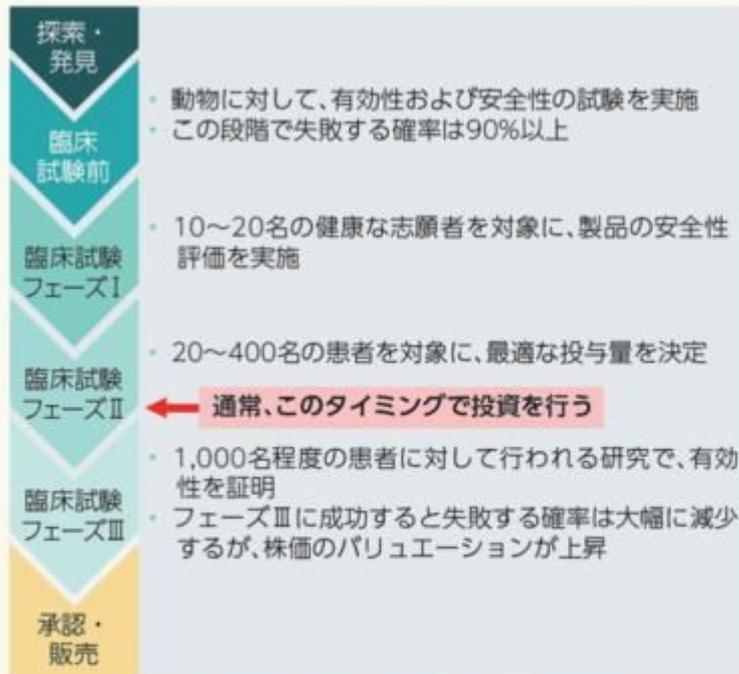 探索・
発見
・ 動物に対して、有効性および安全性の試験を実施
・ この段階で失敗する確率は90%以上
臨床
試験前
・ 10〜20名の健康な志願者を対象に、製品の安全性
評価を実施
臨床試験
フェーズⅠ
・ 20〜400名の患者を対象に、最適な投与量を決定
臨床試験
フェーズⅡ
通常、このタイミングで投資を行う
・ 1,000名程度の患者に対して行われる研究で、有効
性を証明
・ フェーズⅢに成功すると失敗する確率は大幅に減少
するが、株価のバリュエーションが上昇
臨床試験
フェーズⅢ
承認・
販売